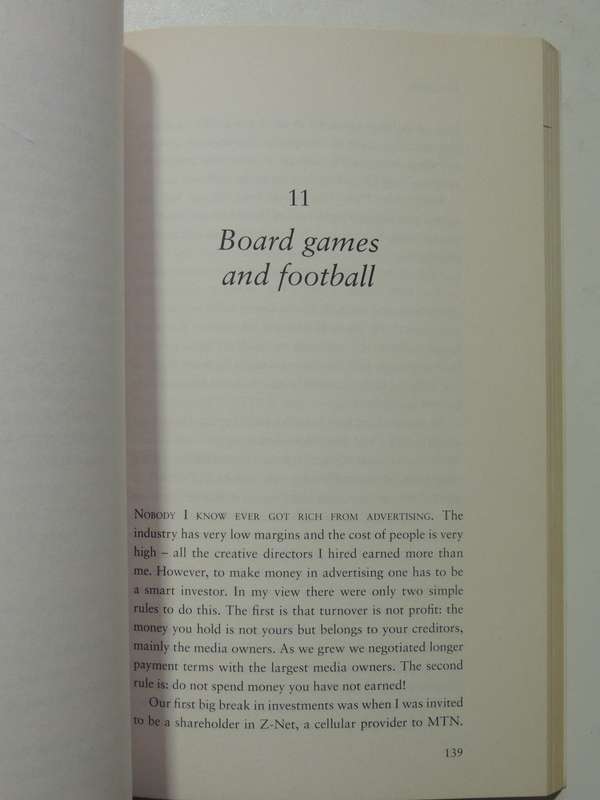 11
Board games
and football
NOBODY I KNOW EVER GOT RICH FROM ADVERTISING. The
industry has very low margins and the cost of people is very
high – all the creative directors I hired earned more than
me. However, to make money in advertising one has to be
a smart investor. In my view there were only two simple
rules to do this. The first is that turnover is not profit: the
money you hold is not yours but belongs to your creditors,
mainly the media owners. As we grew we negotiated longer
payment terms with the largest media owners. The second
rule is: do not spend money you have not earned!
Our first big break in investments was when I was invited
to be a shareholder in Z-Net, a cellular provider to MTN.
139